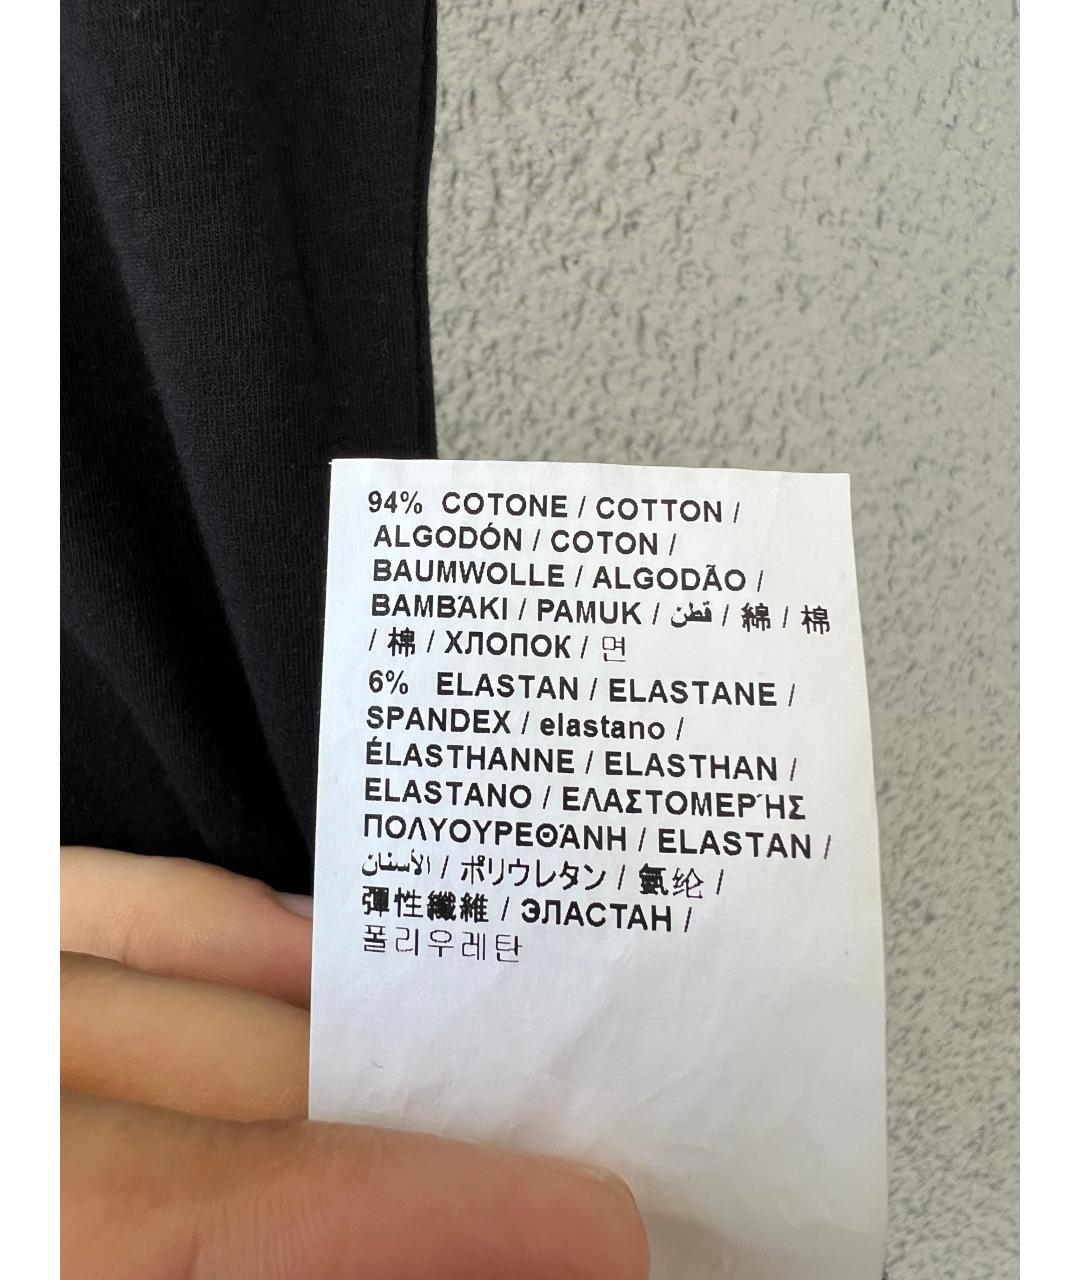 94% COTONE / COTTON /
ALGODÓN / COTON /
BAUMWOLLE / ALGODÃO /
ΒΑΜΒΆΚΙ / PAMUK / قطن / 綿 / 棉
/ 棉 / ХЛОПОК / 면
6% ELASTAN / ELASTANE /
SPANDEX / elastano /
ÉLASTHANNE / ELASTHAN /
ELASTANO / ΕΛΑΣΤΟΜΕΡΉΣ
ΠΟΛΥΟΥΡΕΘΆΝΗ / ELASTAN /
الأسنان / ポリウレタン / 氨纶 /
彈性纖維 / ЭЛАСТАН /
폴리우레탄